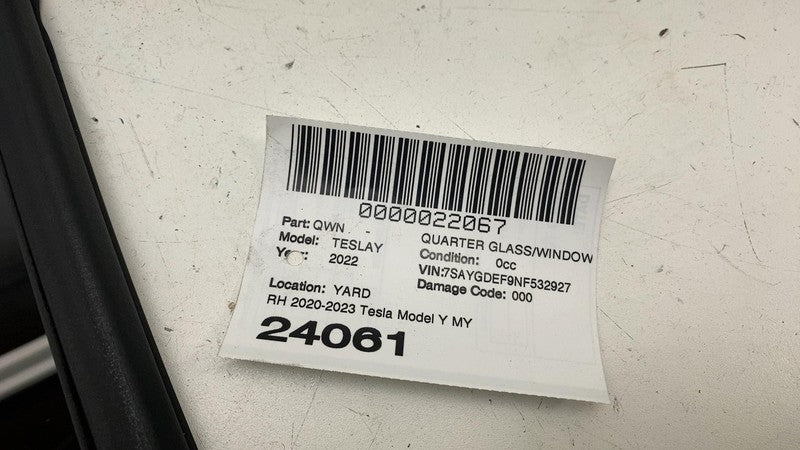 0000022067
Part: QWN - QUARTER GLASS/WINDOW
Model: TESLAY Condition: 0cc
2022 VIN:7SAYGDEF9NF532927
Location: YARD Damage Code: 000
RH 2020-2023 Tesla Model Y MY
24061